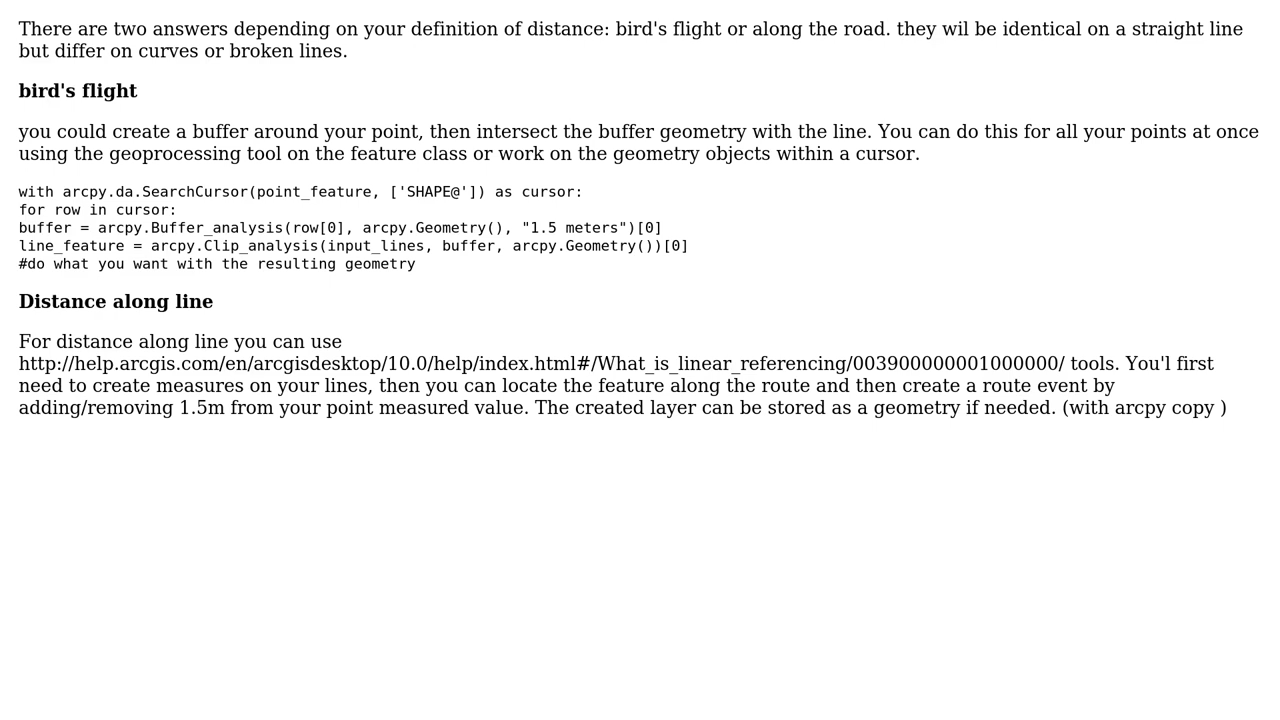 There are two answers depending on your definition of distance: bird's flight or along the road. they wil be identical on a straight line
but differ on curves or broken lines.
bird's flight
you could create a buffer around your point, then intersect the buffer geometry with the line. You can do this for all your points at once
using the geoprocessing tool on the feature class or work on the geometry objects within a cursor.
with arcpy.da.SearchCursor(point_feature, ['SHAPE@']) as cursor:
for row in cursor:
buffer = arcpy.Buffer_analysis(row[0], arcpy.Geometry(), "1.5 meters")[0]
line_feature = arcpy.Clip_analysis(input_lines, buffer, arcpy.Geometry())[0]
#do what you want with the resulting geometry
Distance along line
For distance along line you can use
http://help.arcgis.com/en/arcgisdesktop/10.0/help/index.html#/What_is_linear_referencing/003900000001000000/ tools. You'l first
need to create measures on your lines, then you can locate the feature along the route and then create a route event by
adding/removing 1.5m from your point measured value. The created layer can be stored as a geometry if needed. (with arcpy copy )